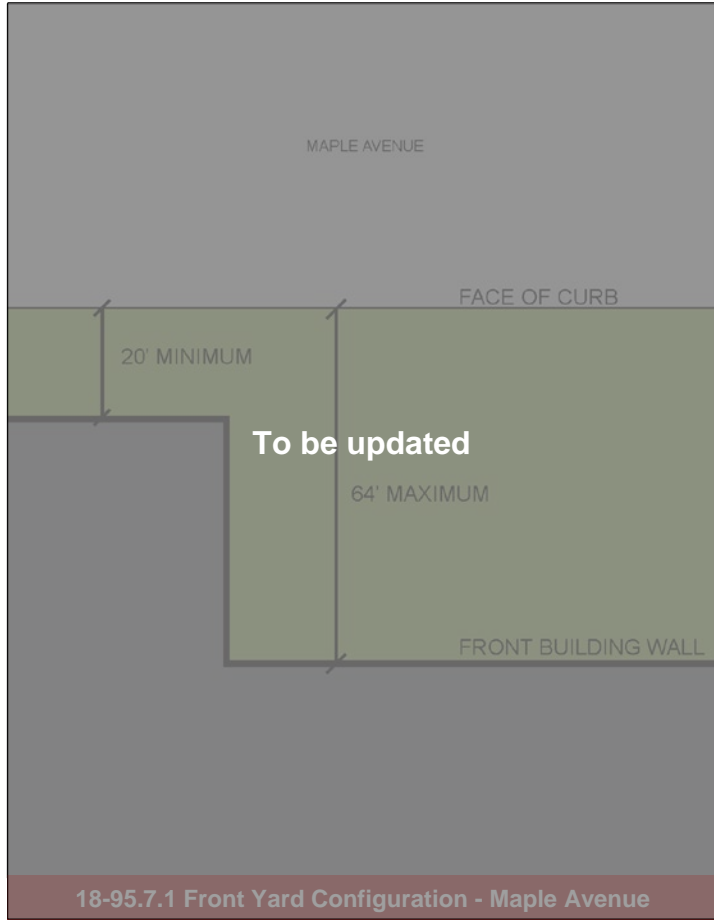 MAPLE AVENUE
FACE OF CURB
20' MINIMUM
To be updated
64' MAXIMUM
FRONT BUILDING WALL
18-95.7.1 Front Yard Configuration - Maple Avenue